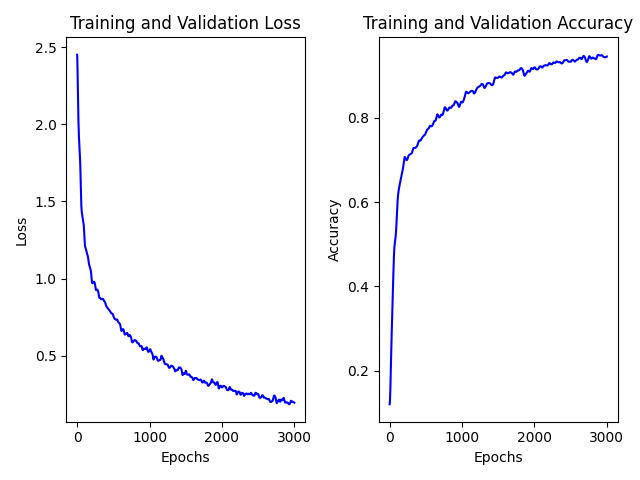 Training and Validation Loss
2.5
2.0
1.5
1.0
0.5
Loss
0
1000
2000
3000
Epochs
Training and Validation Accuracy
0.8
0.6
0.4
0.2
Accuracy
0
1000
2000
3000
Epochs